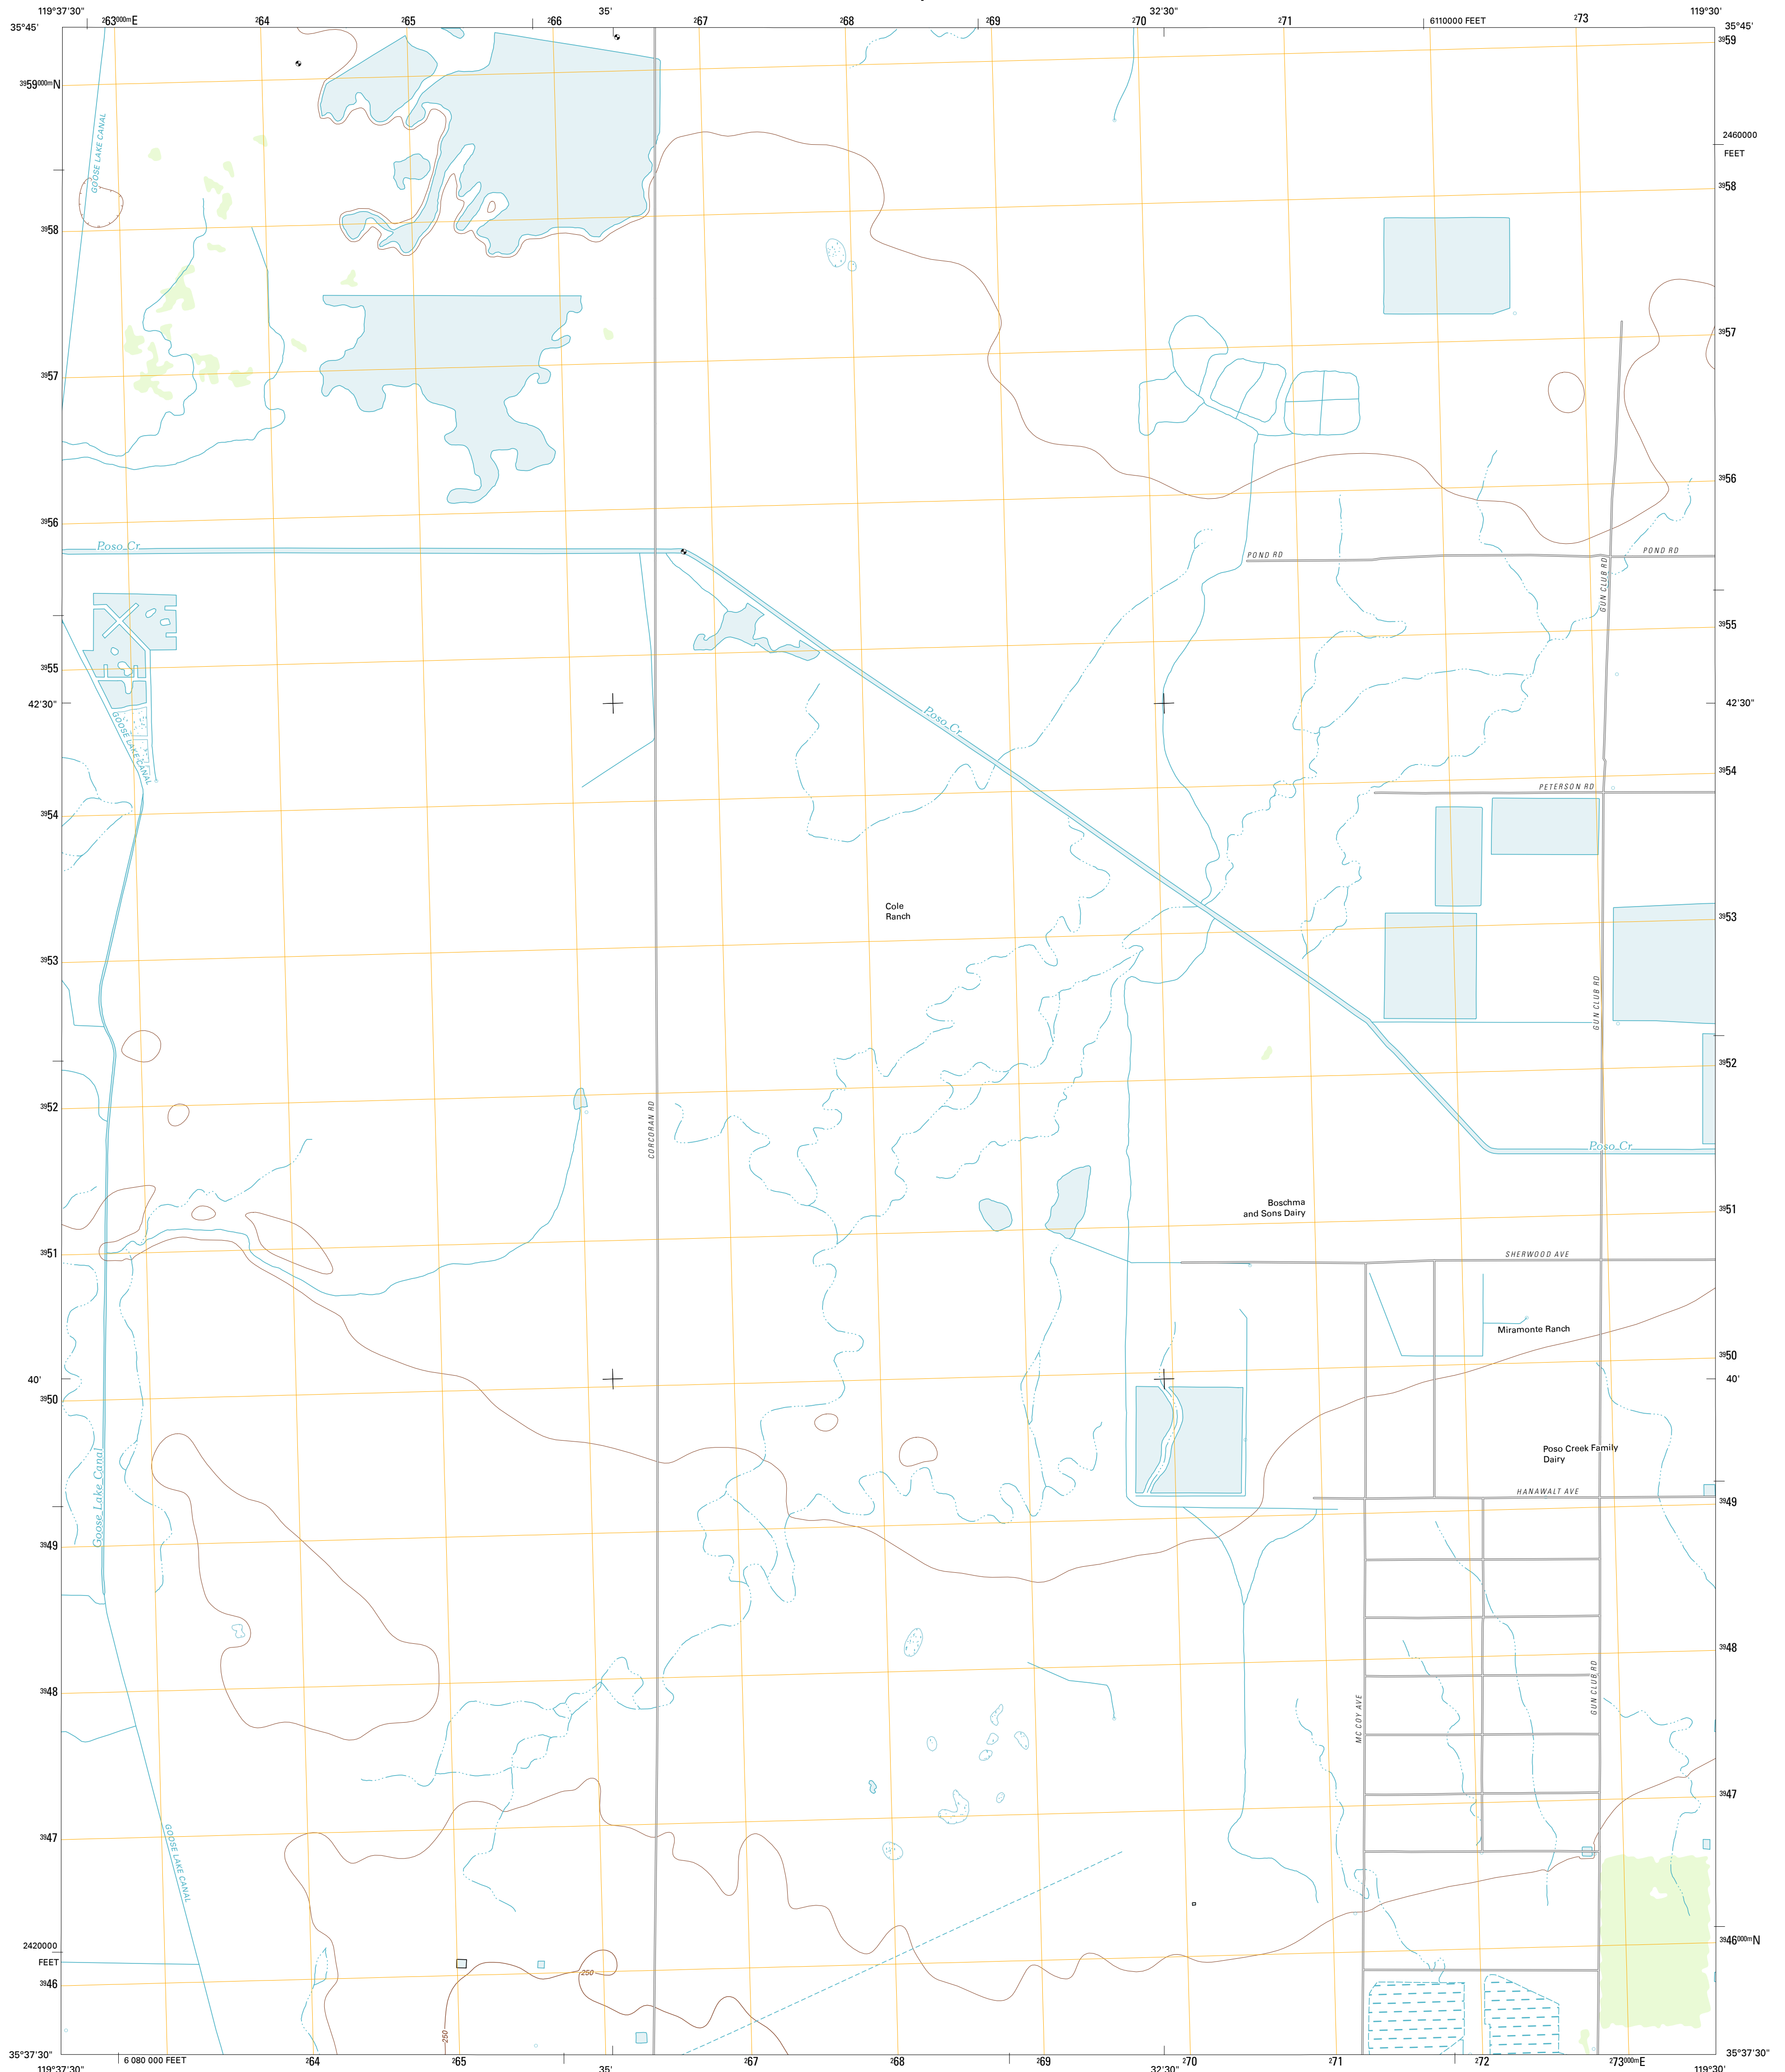 119°37'30" 263000mE 264 265 266 35' 267 268 269 270 32'30" 271 6110000 FEET 273 119°30'
35°45' 35°45'
3959
3959000mN
GOOSE LAKE CANAL
2460000
FEET
3958
3958
3957
3957
3956
3956
Poso Cr
POND RD
POND RD
GUN CLUB RD
3955
3955
42'30" 42'30"
GOOSE LAKE CANAL
Poso Cr
3954
PETERSON RD
3954
Cole
Ranch
3953
3953
GUN CLUB RD
3952
3952
CORCORAN RD
Poso Cr
Boschma
and Sons Dairy
3951
3951
SHERWOOD AVE
Miramonte Ranch
3950
40' 40'
3950
Goose Lake Canal
Poso Creek Family
Dairy
HANAWALT AVE
3949
3949
3948
GUN CLUB RD
3948
MC COY AVE
3947
3947
GOOSE LAKE CANAL
3946000mN
2420000
FEET
250
3946
250
35°37'30" 35°37'30"
6 080 000 FEET 264 265 35' 267 268 269 32'30" 270 271 272 273000mE
119°37'30" 119°30'